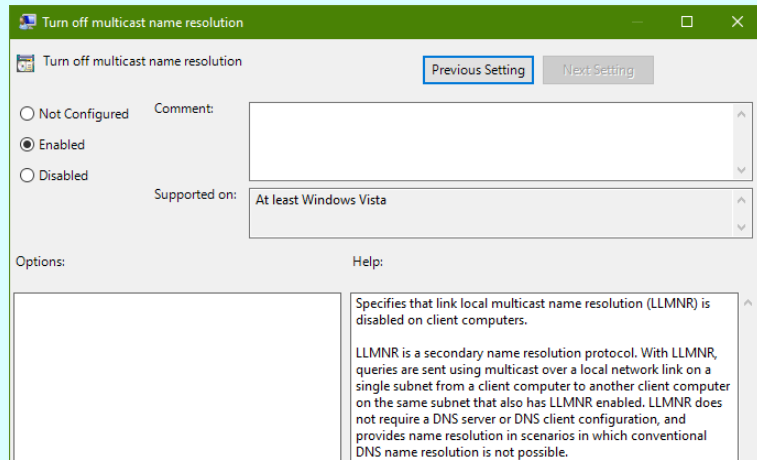 Turn off multicast name resolution
Turn off multicast name resolution
Previous Setting
Next Setting
Not Configured
Comment:
Enabled
Disabled
Supported on:
At least Windows Vista
Options:
Help:
Specifies that link local multicast name resolution (LLMNR) is
disabled on client computers.
LLMNR is a secondary name resolution protocol. With LLMNR,
queries are sent using multicast over a local network link on a
single subnet from a client computer to another client computer
on the same subnet that also has LLMNR enabled. LLMNR does
not require a DNS server or DNS client configuration, and
provides name resolution in scenarios in which conventional
DNS name resolution is not possible.